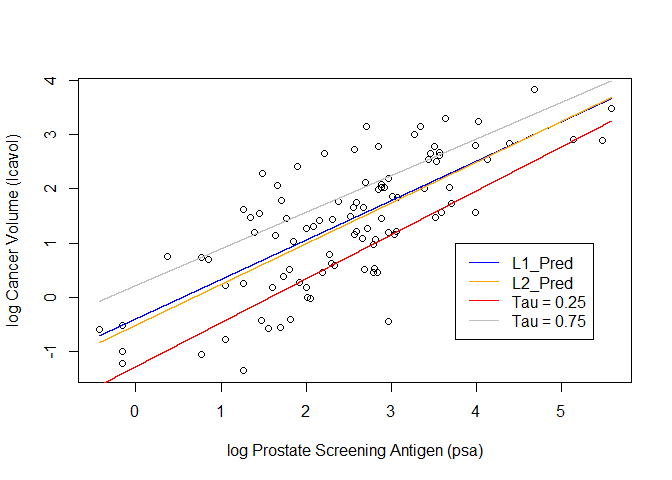 log Cancer Volume (lcavol)
4
3
2
1
0
-1
0 1 2 3 4 5
log Prostate Screening Antigen (psa)
L1_Pred
L2_Pred
Tau = 0.25
Tau = 0.75